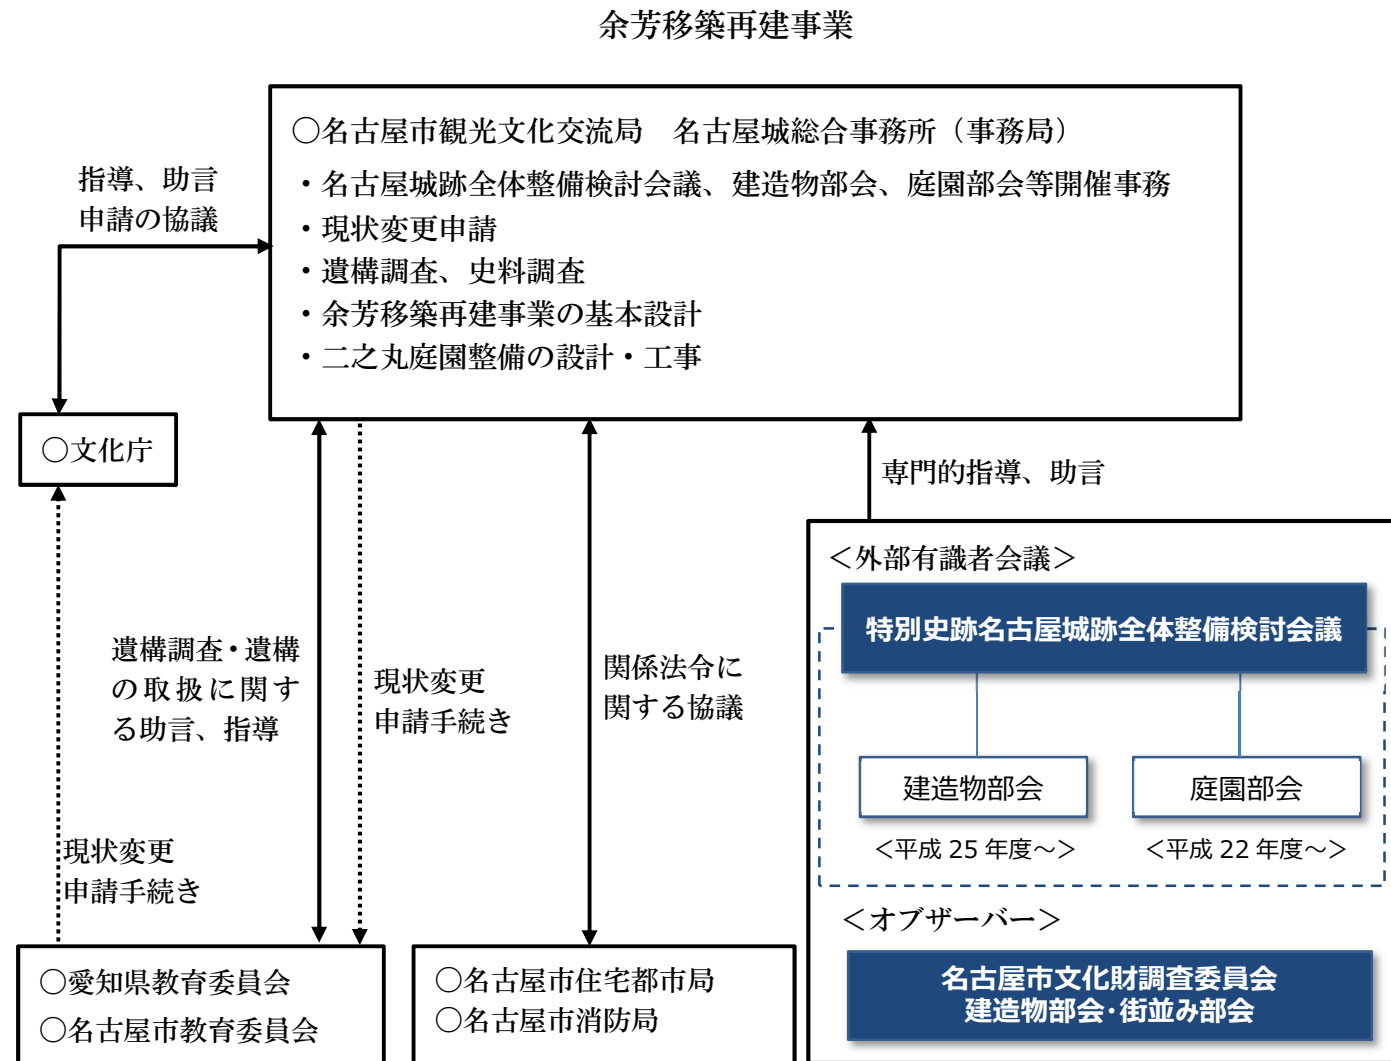 余芳移築再建事業
○名古屋市観光文化交流局　名古屋城総合事務所（事務局）
・名古屋城跡全体整備検討会議、建造物部会、庭園部会等開催事務
・現状変更申請
・遺構調査、史料調査
・余芳移築再建事業の基本設計
・二之丸庭園整備の設計・工事
指導、助言
申請の協議
○文化庁
専門的指導、助言
＜外部有識者会議＞
特別史跡名古屋城跡全体整備検討会議
建造物部会
庭園部会
＜平成 25 年度～＞
＜平成 22 年度～＞
＜オブザーバー＞
名古屋市文化財調査委員会
建造物部会･街並み部会
遺構調査・遺構
の取扱に関す
る助言、指導
現状変更
申請手続き
関係法令に
関する協議
現状変更
申請手続き
○愛知県教育委員会
○名古屋市教育委員会
○名古屋市住宅都市局
○名古屋市消防局